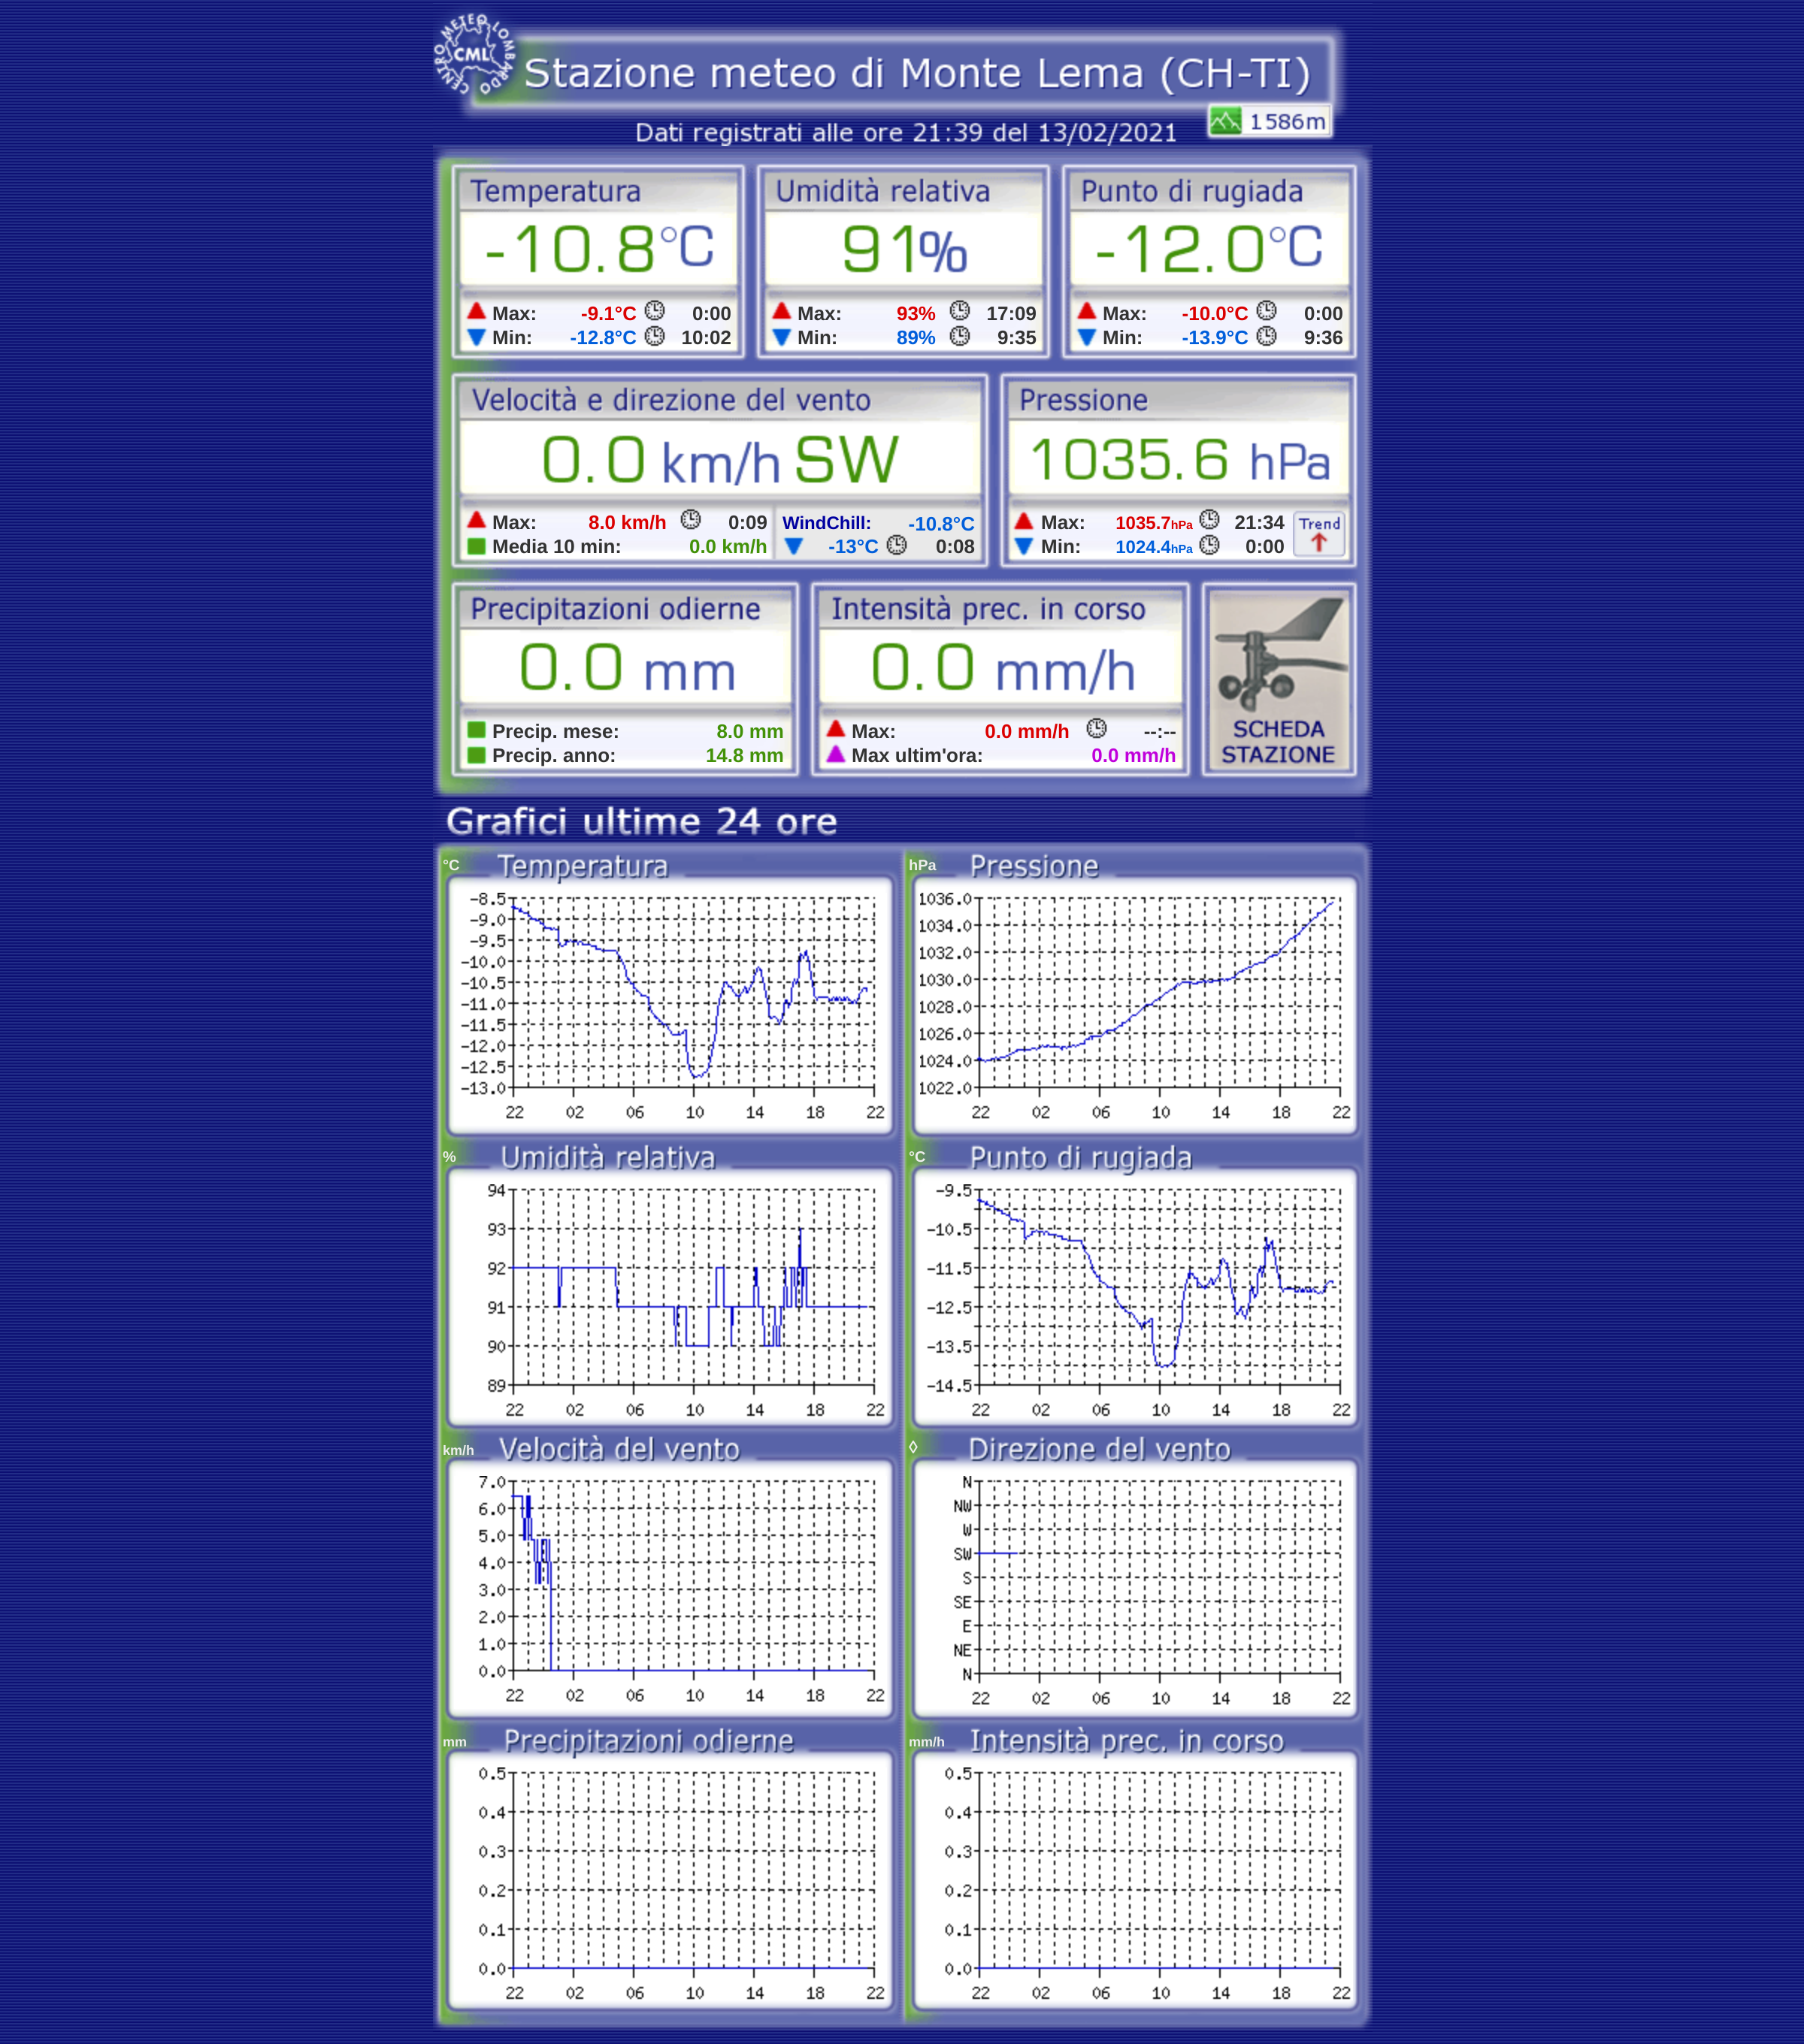 CENTRO METEO LOMBARDO
CML
Stazione meteo di Monte Lema (CH-TI)
1586m
Dati registrati alle ore 21:39 del 13/02/2021
Temperatura Umidità relativa Punto di rugiada
-10.8°C 91% -12.0°C
Max: -9.1°C 0:00 Max: 93% 17:09 Max: -10.0°C 0:00
Min: -12.8°C 10:02 Min: 89% 9:35 Min: -13.9°C 9:36
Velocità e direzione del vento Pressione
0.0 km/h SW 1035.6 hPa
Max: 8.0 km/h 0:09 WindChill: -10.8°C Max: 1035.7hPa 21:34 Trend
Media 10 min: 0.0 km/h -13°C 0:08 Min: 1024.4hPa 0:00
Precipitazioni odierne Intensità prec. in corso
0.0 mm 0.0 mm/h
Precip. mese: 8.0 mm Max: 0.0 mm/h --:-- SCHEDA
Precip. anno: 14.8 mm Max ultim'ora: 0.0 mm/h STAZIONE
Grafici ultime 24 ore
°C Temperatura
-8.5
-9.0
-9.5
-10.0
-10.5
-11.0
-11.5
-12.0
-12.5
-13.0
22 02 06 10 14 18 22
hPa Pressione
1036.0
1034.0
1032.0
1030.0
1028.0
1026.0
1024.0
1022.0
22 02 06 10 14 18 22
% Umidità relativa
94
93
92
91
90
89
22 02 06 10 14 18 22
°C Punto di rugiada
-9.5
-10.5
-11.5
-12.5
-13.5
-14.5
22 02 06 10 14 18 22
km/h Velocità del vento
7.0
6.0
5.0
4.0
3.0
2.0
1.0
0.0
22 02 06 10 14 18 22
◊ Direzione del vento
N
NW
W
SW
S
SE
E
NE
N
22 02 06 10 14 18 22
mm Precipitazioni odierne
0.5
0.4
0.3
0.2
0.1
0.0
22 02 06 10 14 18 22
mm/h Intensità prec. in corso
0.5
0.4
0.3
0.2
0.1
0.0
22 02 06 10 14 18 22